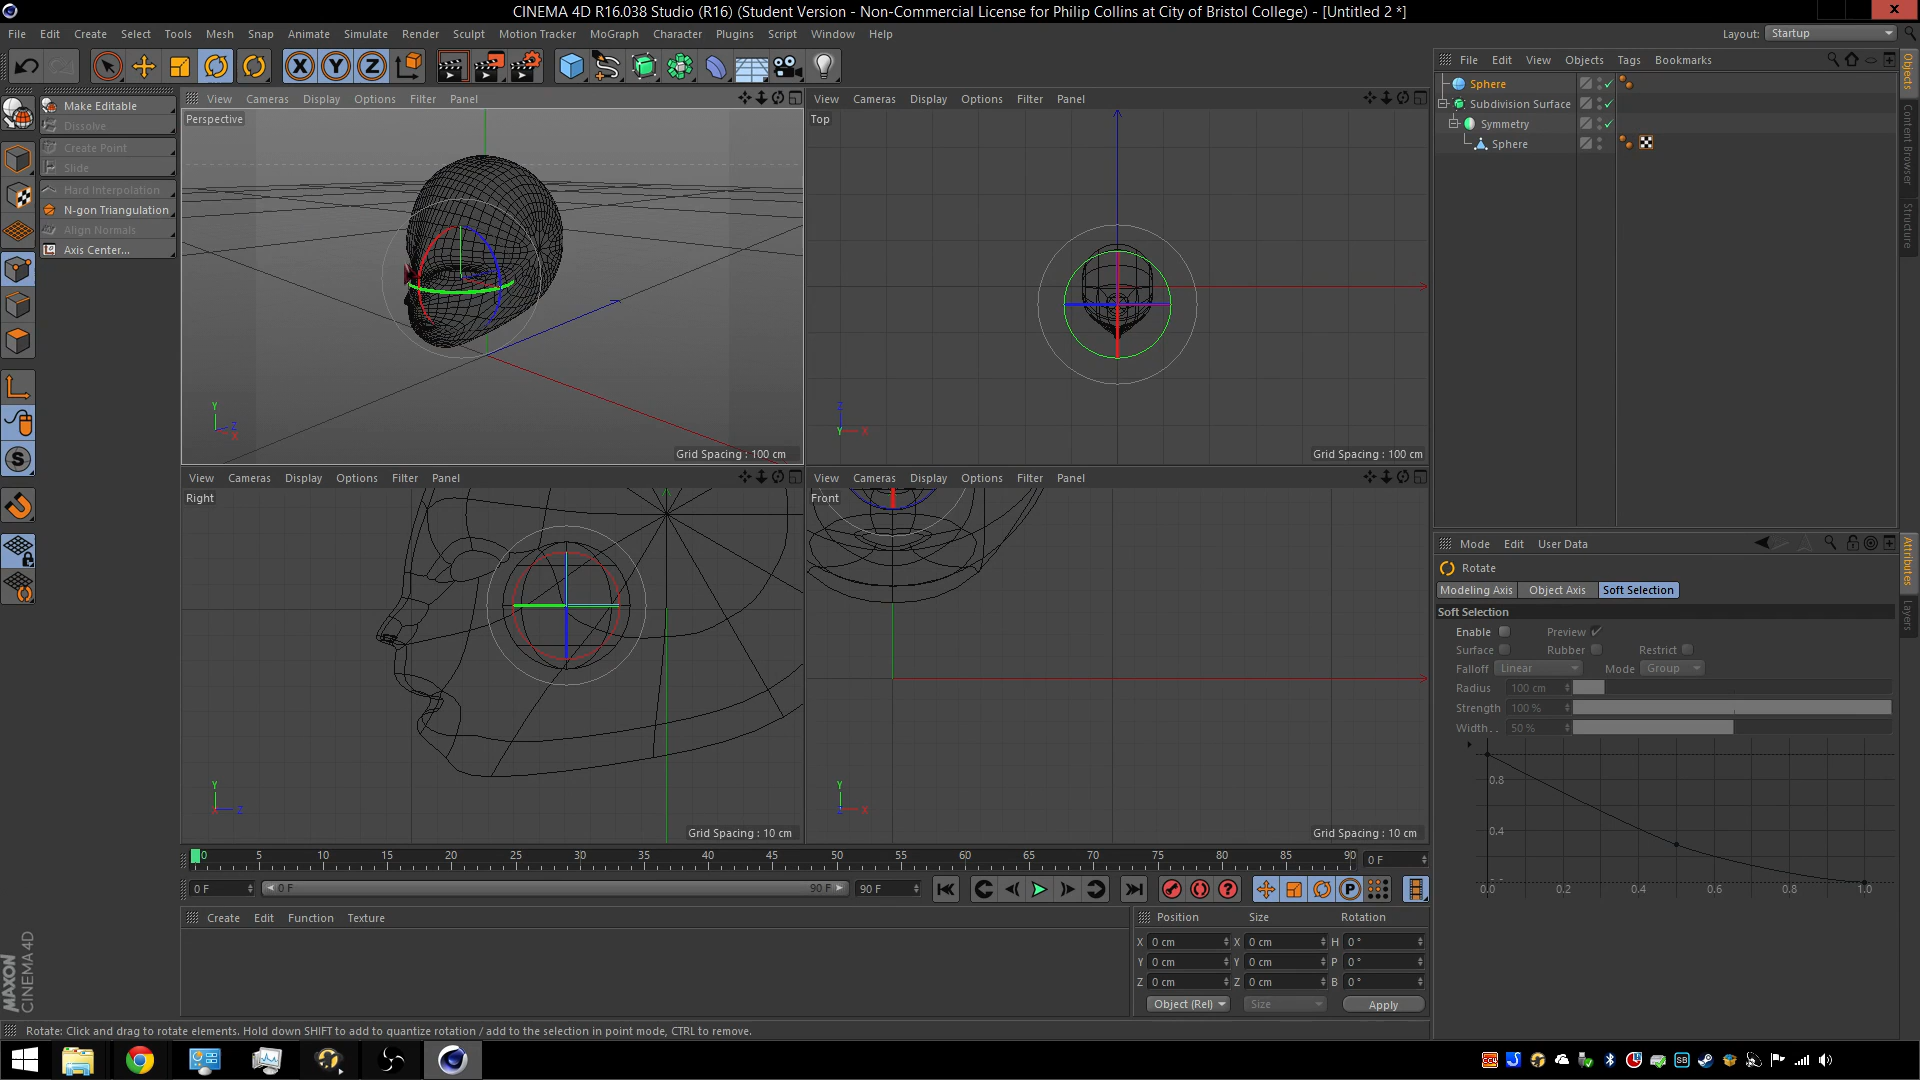 CINEMA 4D R16.038 Studio (R16) (Student Version - Non-Commercial License for Philip Collins at City of Bristol College) - [Untitled 2 *]
File Edit Create Select Tools Mesh Snap Animate Simulate Render Sculpt Motion Tracker MoGraph Character Plugins Script Window Help
Layout: Startup
File Edit View Objects Tags Bookmarks
Sphere
Subdivision Surface
Symmetry
Sphere
Objects
Content Browser
Structure
Make Editable
Dissolve
Create Point
Slide
Hard Interpolation
N-gon Triangulation
Align Normals
Axis Center...
View Cameras Display Options Filter Panel
Perspective
Y
Z
X
Grid Spacing : 100 cm
View Cameras Display Options Filter Panel
Top
Z
Y X
Grid Spacing : 100 cm
View Cameras Display Options Filter Panel
Right
Y
X Z
Grid Spacing : 10 cm
View Cameras Display Options Filter Panel
Front
Y
Z X
Grid Spacing : 10 cm
Mode Edit User Data
Rotate
Modeling Axis Object Axis Soft Selection
Soft Selection
Enable Preview
Surface Rubber Restrict
Falloff Linear Mode Group
Radius 100 cm
Strength 100 %
Width.. 50 %
0.8
0.4
0.0 0.2 0.4 0.6 0.8 1.0
Attributes
Layers
0 5 10 15 20 25 30 35 40 45 50 55 60 65 70 75 80 85 90 0 F
0 F 0 F 90 F 90 F
P
Create Edit Function Texture
Position Size Rotation
X 0 cm X 0 cm H 0 °
Y 0 cm Y 0 cm P 0 °
Z 0 cm Z 0 cm B 0 °
Object (Rel) Size Apply
MAXON
CINEMA 4D
Rotate: Click and drag to rotate elements. Hold down SHIFT to add to quantize rotation / add to the selection in point mode, CTRL to remove.